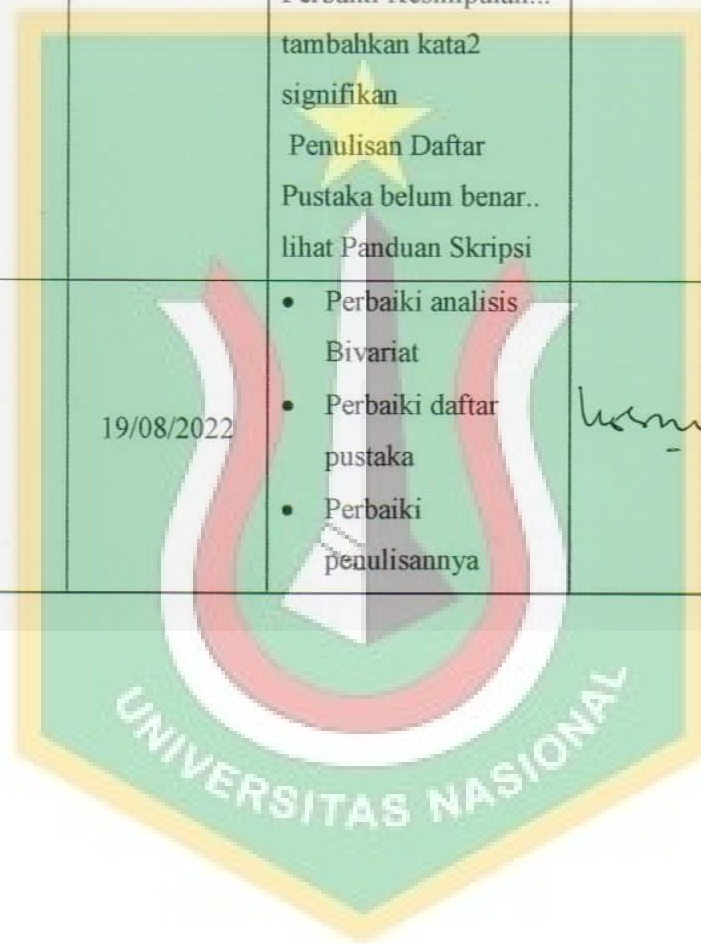 tambahkan kata2
signifikan
Penulisan Daftar
Pustaka belum benar..
lihat Panduan Skripsi
19/08/2022
• Perbaiki analisis
Bivariat
• Perbaiki daftar
pustaka
• Perbaiki
penulisannya
UNIVERSITAS NASIONAL